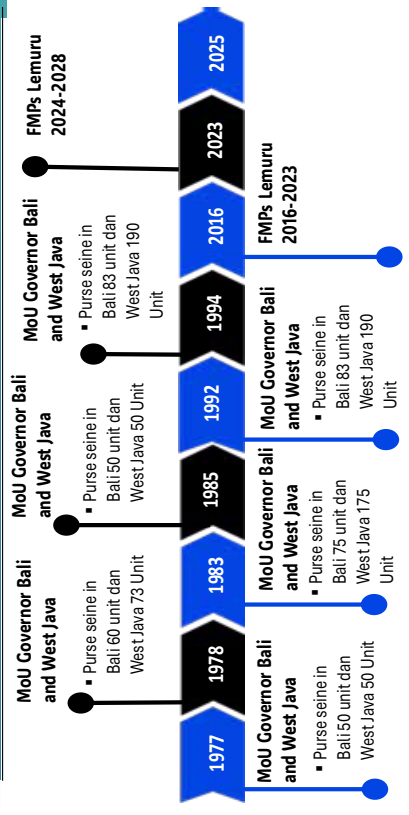 MoU Governor Bali
and West Java
▪ Purse seine in
Bali 60 unit dan
West Java 73 Unit
MoU Governor Bali
and West Java
▪ Purse seine in
Bali 50 unit dan
West Java 50 Unit
MoU Governor Bali
and West Java
▪ Purse seine in
Bali 83 unit dan
West Java 190
Unit
FMPs Lemuru
2024-2028
1977
1978
1983
1985
1992
1994
2016
2023
2025
MoU Governor Bali
and West Java
▪ Purse seine in
Bali 50 unit dan
West Java 50 Unit
MoU Governor Bali
and West Java
▪ Purse seine in
Bali 75 unit dan
West Java 175
Unit
MoU Governor Bali
and West Java
▪ Purse seine in
Bali 83 unit dan
West Java 190
Unit
FMPs Lemuru
2016-2023